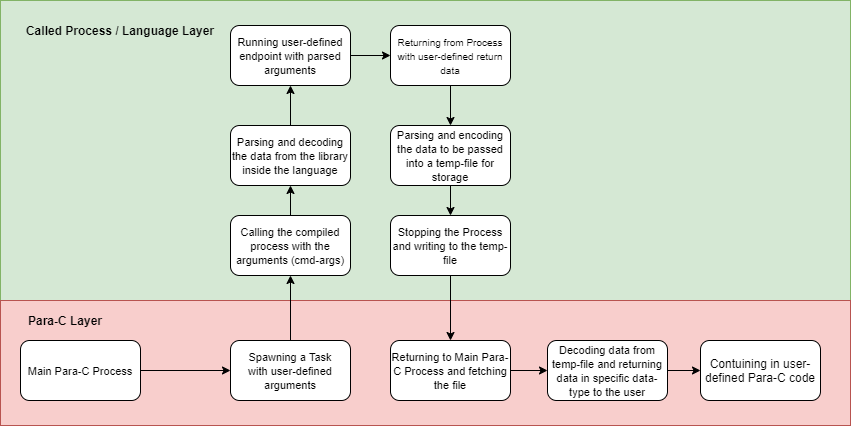 Called Process / Language Layer
Running user-defined
endpoint with parsed
arguments
Returning from Process
with user-defined return
data
Parsing and decoding
the data from the library
inside the language
Parsing and encoding
the data to be passed
into a temp-file for
storage
Calling the compiled
process with the
arguments (cmd-args)
Stopping the Process
and writing to the temp-
file
Para-C Layer
Main Para-C Process
Spawning a Task
with user-defined
arguments
Returning to Main Para-
C Process and fetching
the file
Decoding data from
temp-file and returning
data in specific data-
type to the user
Contuining in user-
defined Para-C code